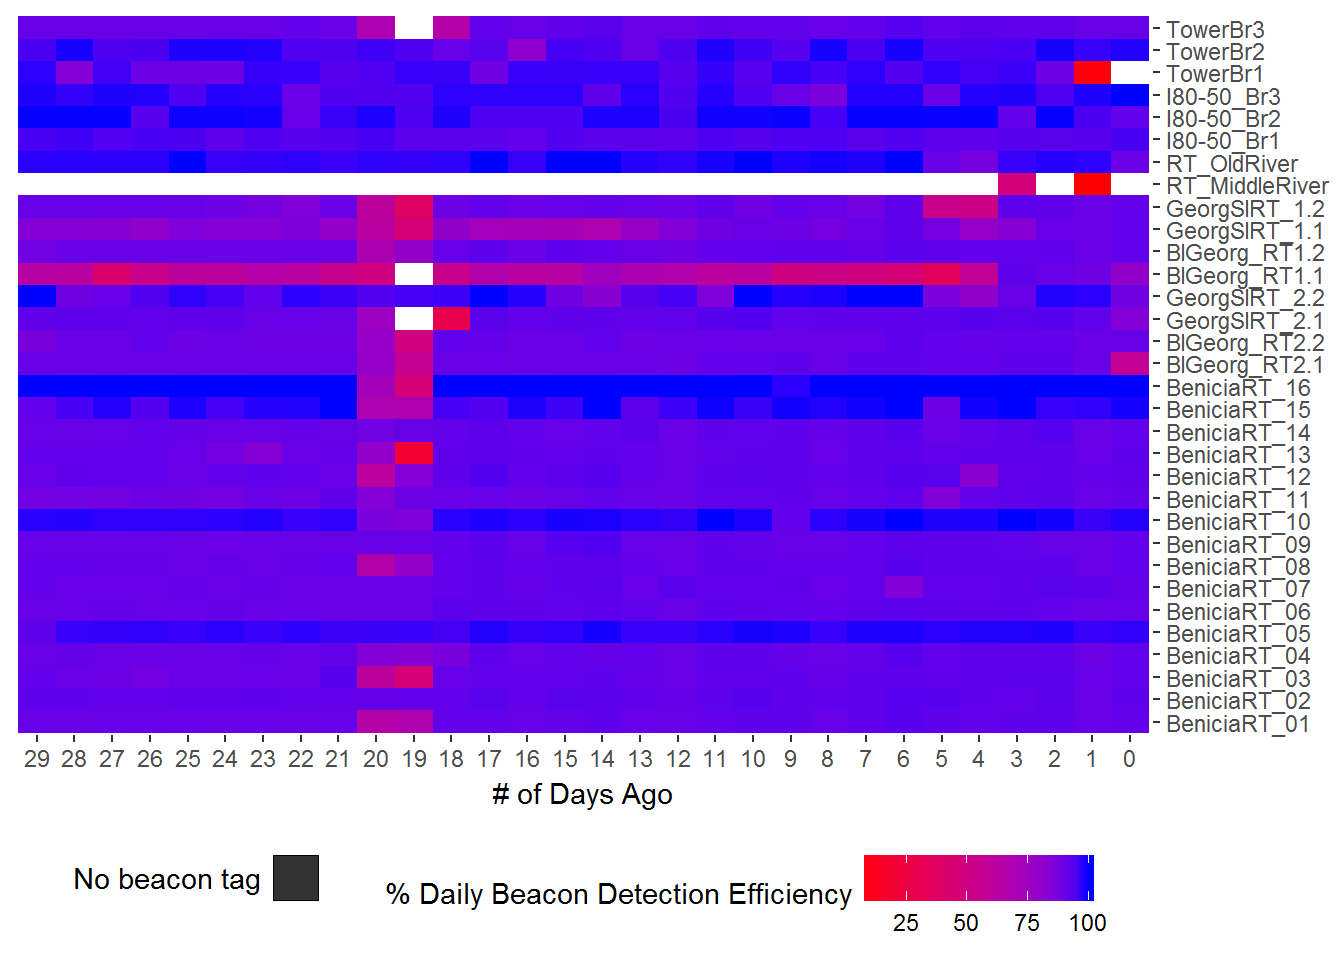 TowerBr3
TowerBr2
TowerBr1
I80-50_Br3
I80-50_Br2
I80-50_Br1
RT_OldRiver
RT_MiddleRiver
GeorgSlRT_1.2
GeorgSlRT_1.1
BlGeorg_RT1.2
BlGeorg_RT1.1
GeorgSlRT_2.2
GeorgSlRT_2.1
BlGeorg_RT2.2
BlGeorg_RT2.1
BeniciaRT_16
BeniciaRT_15
BeniciaRT_14
BeniciaRT_13
BeniciaRT_12
BeniciaRT_11
BeniciaRT_10
BeniciaRT_09
BeniciaRT_08
BeniciaRT_07
BeniciaRT_06
BeniciaRT_05
BeniciaRT_04
BeniciaRT_03
BeniciaRT_02
BeniciaRT_01
29 28 27 26 25 24 23 22 21 20 19 18 17 16 15 14 13 12 11 10 9 8 7 6 5 4 3 2 1 0
# of Days Ago
No beacon tag
% Daily Beacon Detection Efficiency
25 50 75 100